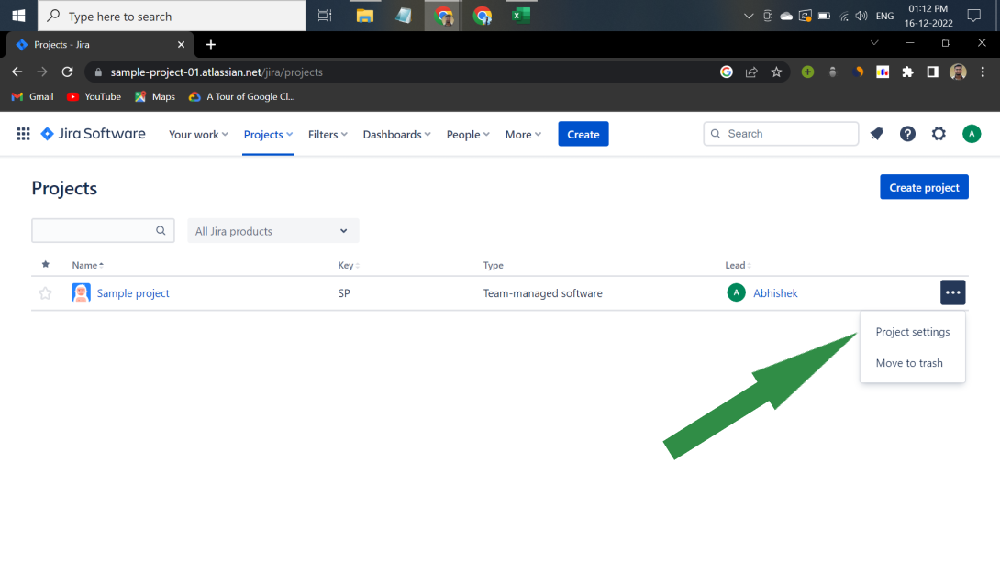 Type here to search
ENG
01:12 PM
16-12-2022
Projects - Jira
sample-project-01.atlassian.net/jira/projects
Gmail
YouTube
Maps
A Tour of Google Cl...
Jira Software
Your work
Projects
Filters
Dashboards
People
More
Create
Search
A
Projects
Create project
All Jira products
Name
Key
Type
Lead
Sample project
SP
Team-managed software
A
Abhishek
Project settings
Move to trash